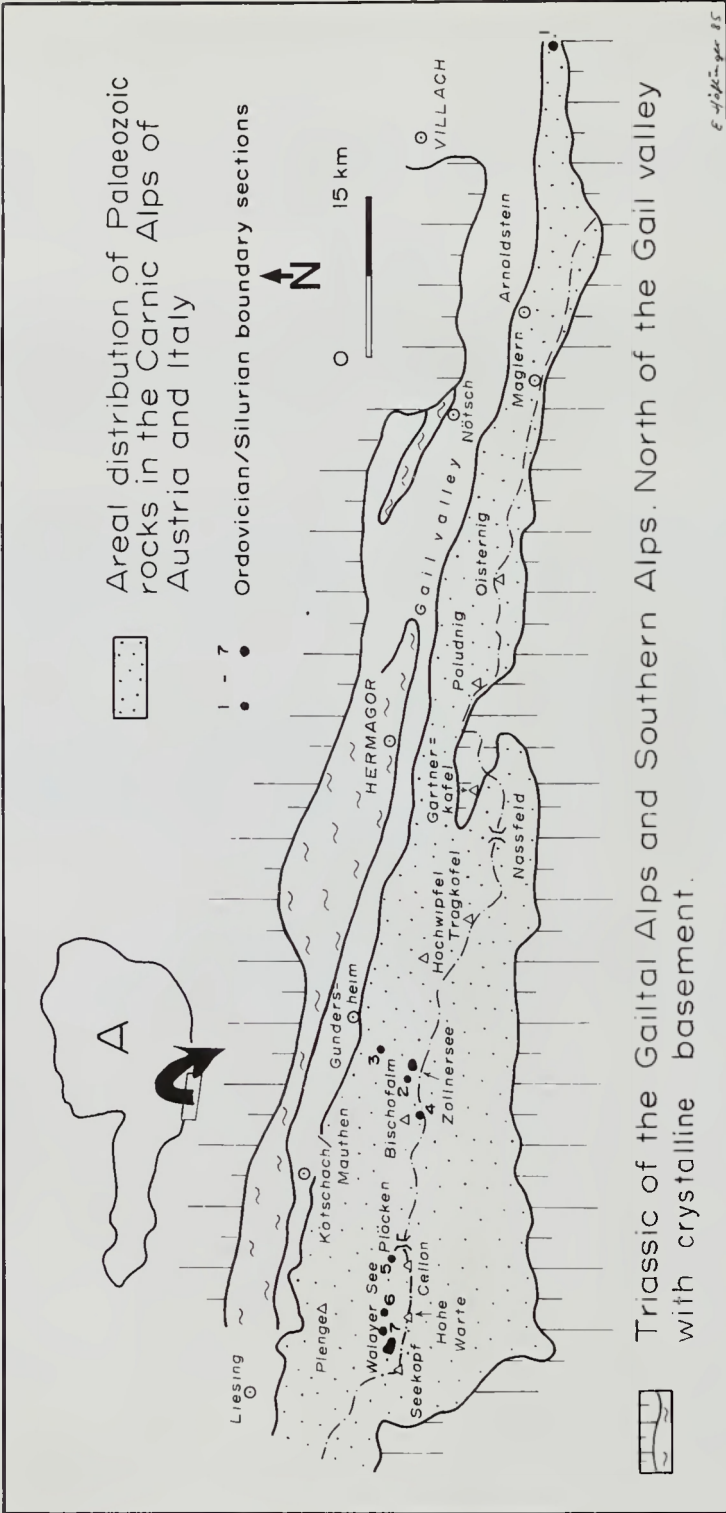 A
Areal distribution of Palaeozoic
rocks in the Carnic Alps of
Austria and Italy
1 - 7
Ordovician/Silurian boundary sections
N
0
15 km
Liesing
Plenge
Kötschach/
Mauthen
Gunders-
heim
HERMAGOR
Gail valley
Nötsch
VILLACH
Arnoldstein
Maglern
Oisternig
Poludnig
Gartner=
kofel
Nassfeld
Hochwipfel
Trogkofel
Zollnersee
Bischofalm
3
2
4
Plöcken
5
Cellon
Walayer See
6
7
Hohe
Warte
Seekopf
1
Triassic of the Gailtal Alps and Southern Alps. North of the Gail valley
with crystalline basement.